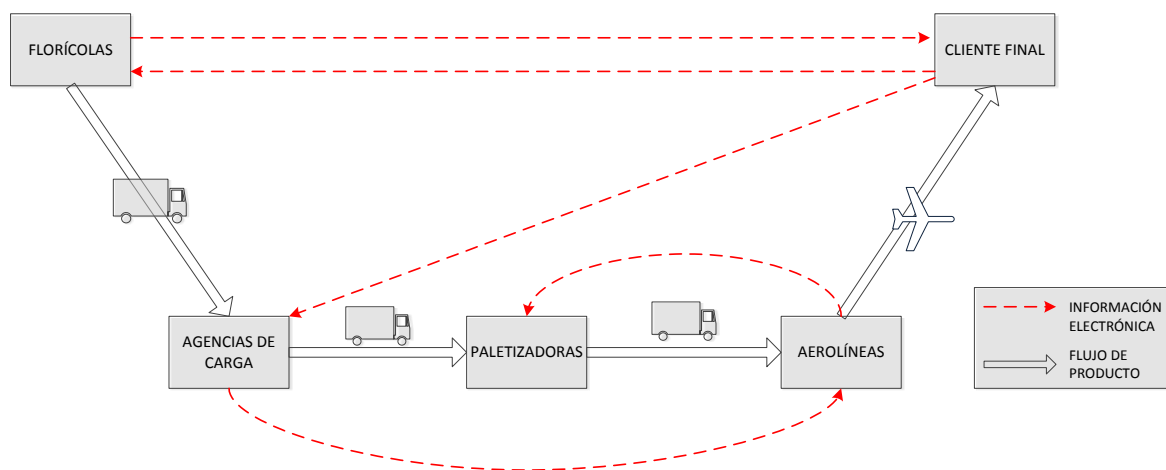 FLORÍCOLAS
CLIENTE FINAL
AGENCIAS DE
CARGA
PALETIZADORAS
AEROLÍNEAS
INFORMACIÓN
ELECTRÓNICA
FLUJO DE
PRODUCTO